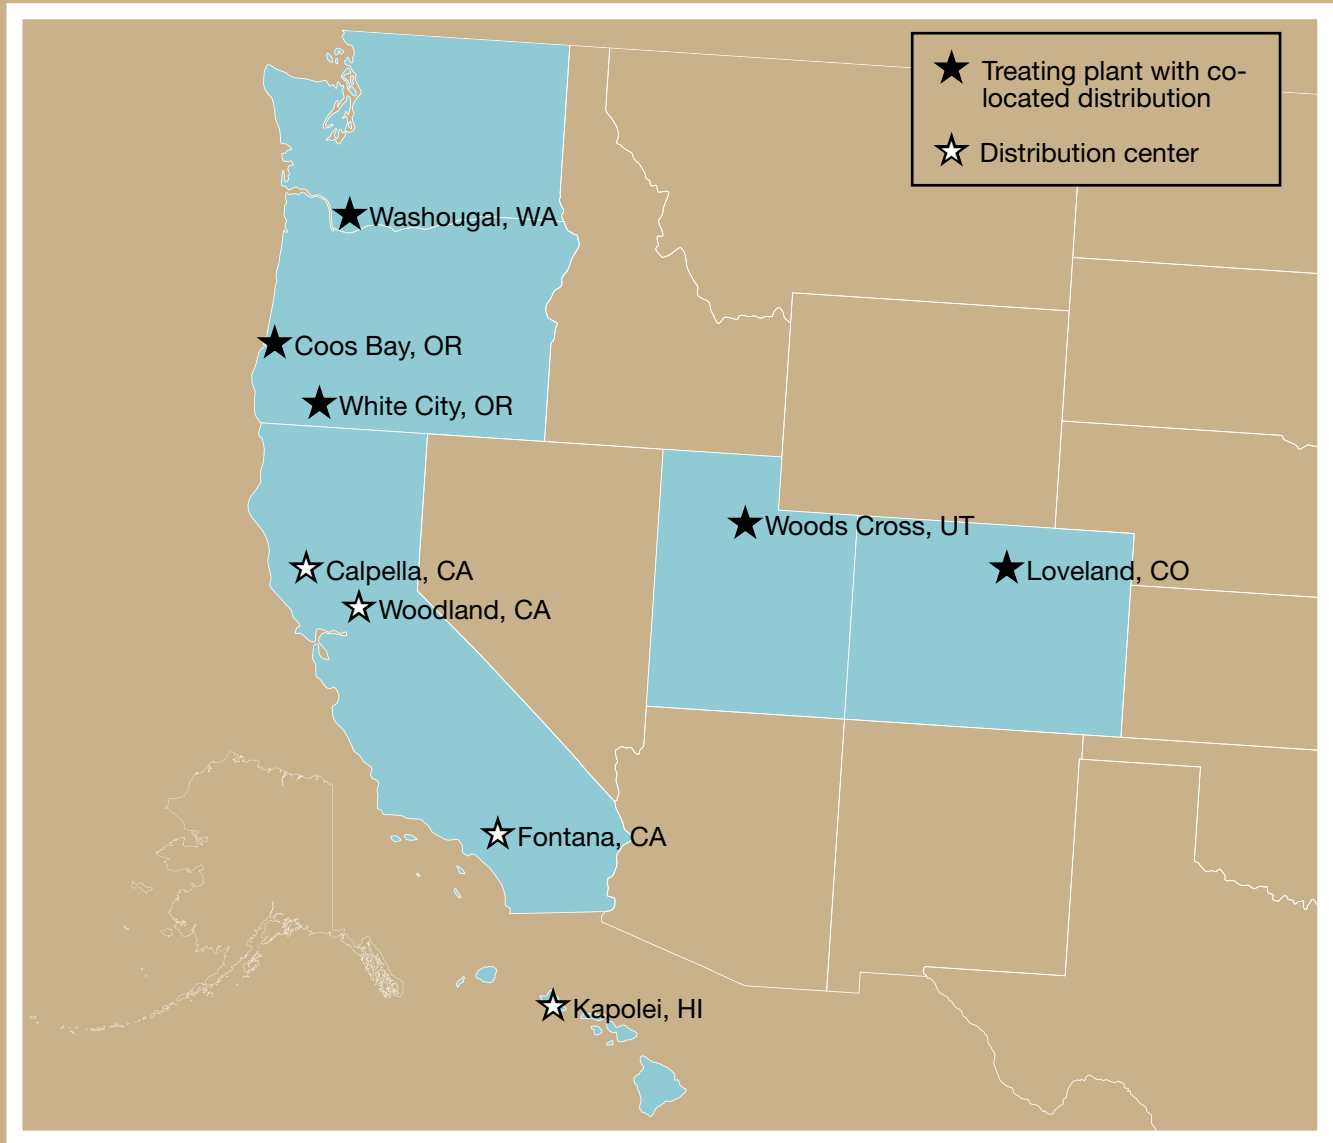 Treating plant with co-
located distribution
Distribution center
Washougal, WA
Coos Bay, OR
White City, OR
Woods Cross, UT
Calpella, CA
Loveland, CO
Woodland, CA
Fontana, CA
Kapolei, HI